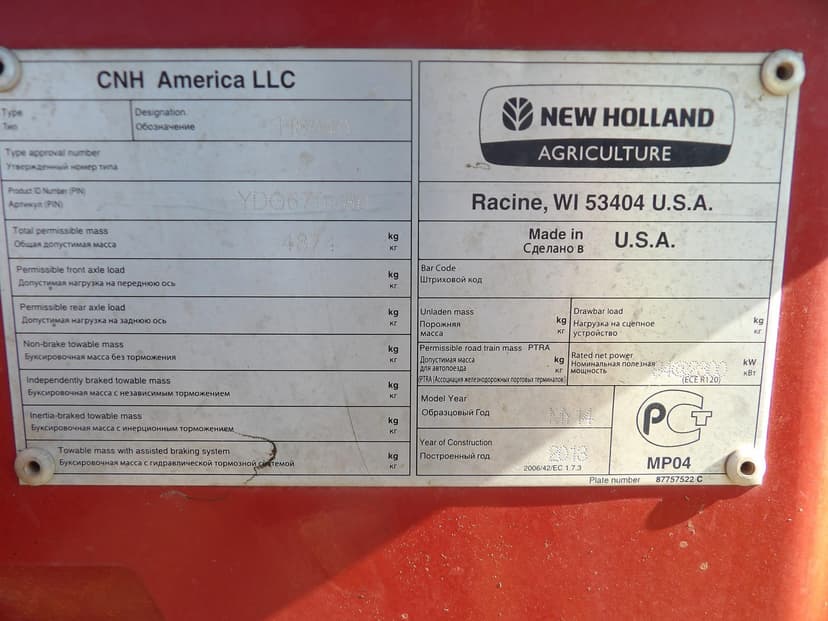 CNH America LLC
Type
Тип
Designation
Обозначение
Type approval number
Утвержденный номер типа
Product ID Number (PIN)
Артикул (PIN)
Total permissible mass
Общая допустимая масса
kg
кг
Permissible front axle load
Допустимая нагрузка на переднюю ось
kg
кг
Permissible rear axle load
Допустимая нагрузка на заднюю ось
kg
кг
Non-brake towable mass
Буксировочная масса без торможения
kg
кг
Independently braked towable mass
Буксировочная масса с независимым торможением
kg
кг
Inertia-braked towable mass
Буксировочная масса с инерционным торможением
kg
кг
Towable mass with assisted braking system
Буксировочная масса с гидравлической тормозной системой
kg
кг
NEW HOLLAND
AGRICULTURE
Racine, WI 53404 U.S.A.
Made in
Сделано в
U.S.A.
Bar Code
Штриховой код
Unladen mass
Порожняя
масса
kg
кг
Drawbar load
Нагрузка на сцепное
устройство
kg
кг
Permissible road train mass PTRA
Допустимая масса
для автопоезда
(PTRA (Ассоциация железнодорожных портовых терминалов)
kg
кг
Rated net power
Номинальная полезная
мощность
(ECE R120)
kW
кВт
Model Year
Образцовый Год
MY14
Year of Construction
Построенный год
2013
2006/42/EC 1.7.3
РСТ
MP04
Plate number 87757522 C